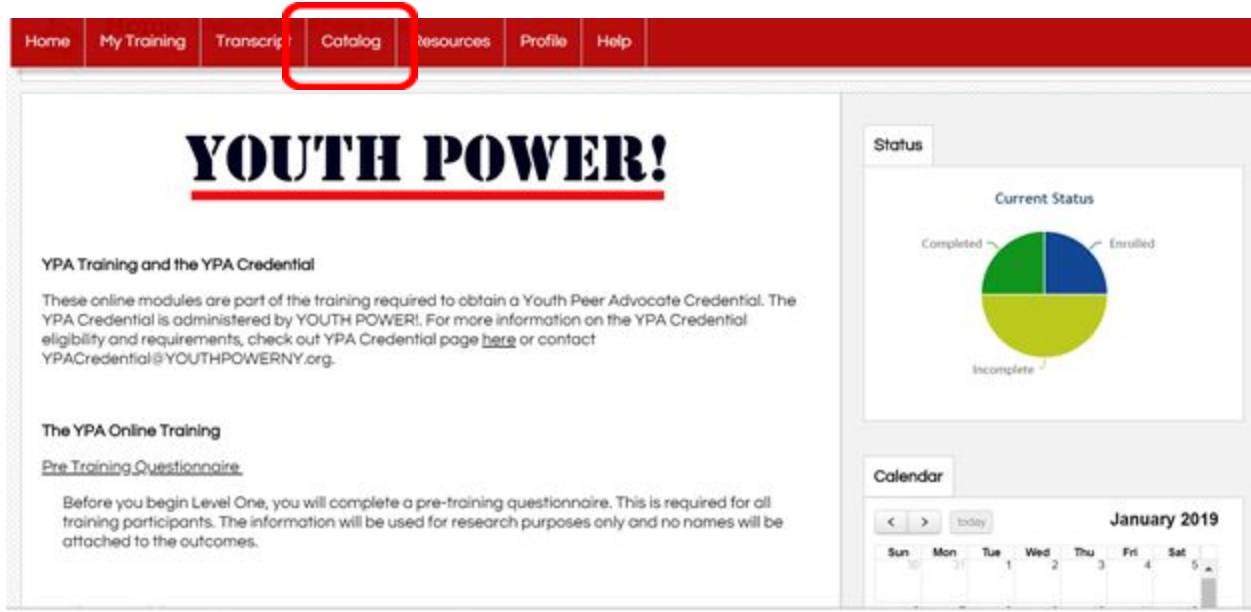 Home My Training Transcript Catalog Resources Profile Help
YOUTH POWER!
YPA Training and the YPA Credential
These online modules are part of the training required to obtain a Youth Peer Advocate Credential. The
YPA Credential is administered by YOUTH POWER!. For more information on the YPA Credential
eligibility and requirements, check out YPA Credential page here or contact
YPACredential@YOUTHPOWERNY.org.
The YPA Online Training
Pre Training Questionnaire
Before you begin Level One, you will complete a pre-training questionnaire. This is required for all
training participants. The information will be used for research purposes only and no names will be
attached to the outcomes.
Status
Current Status
Completed
Enrolled
Incomplete
Calendar
< > today January 2019
Sun Mon Tue Wed Thu Fri Sat
30 31 1 2 3 4 5